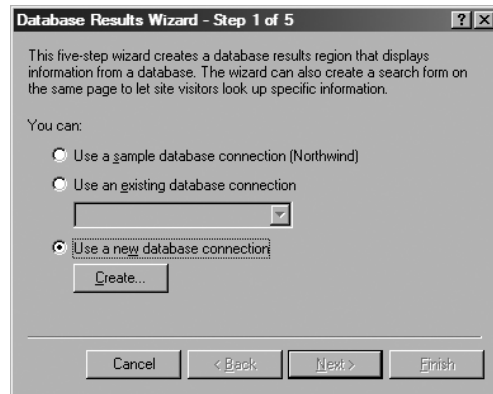 Database Results Wizard - Step 1 of 5
This five-step wizard creates a database results region that displays
information from a database. The wizard can also create a search form on
the same page to let site visitors look up specific information.
You can:
Use a sample database connection (Northwind)
Use an existing database connection
Use a new database connection
Create...
Cancel < Back Next > Finish